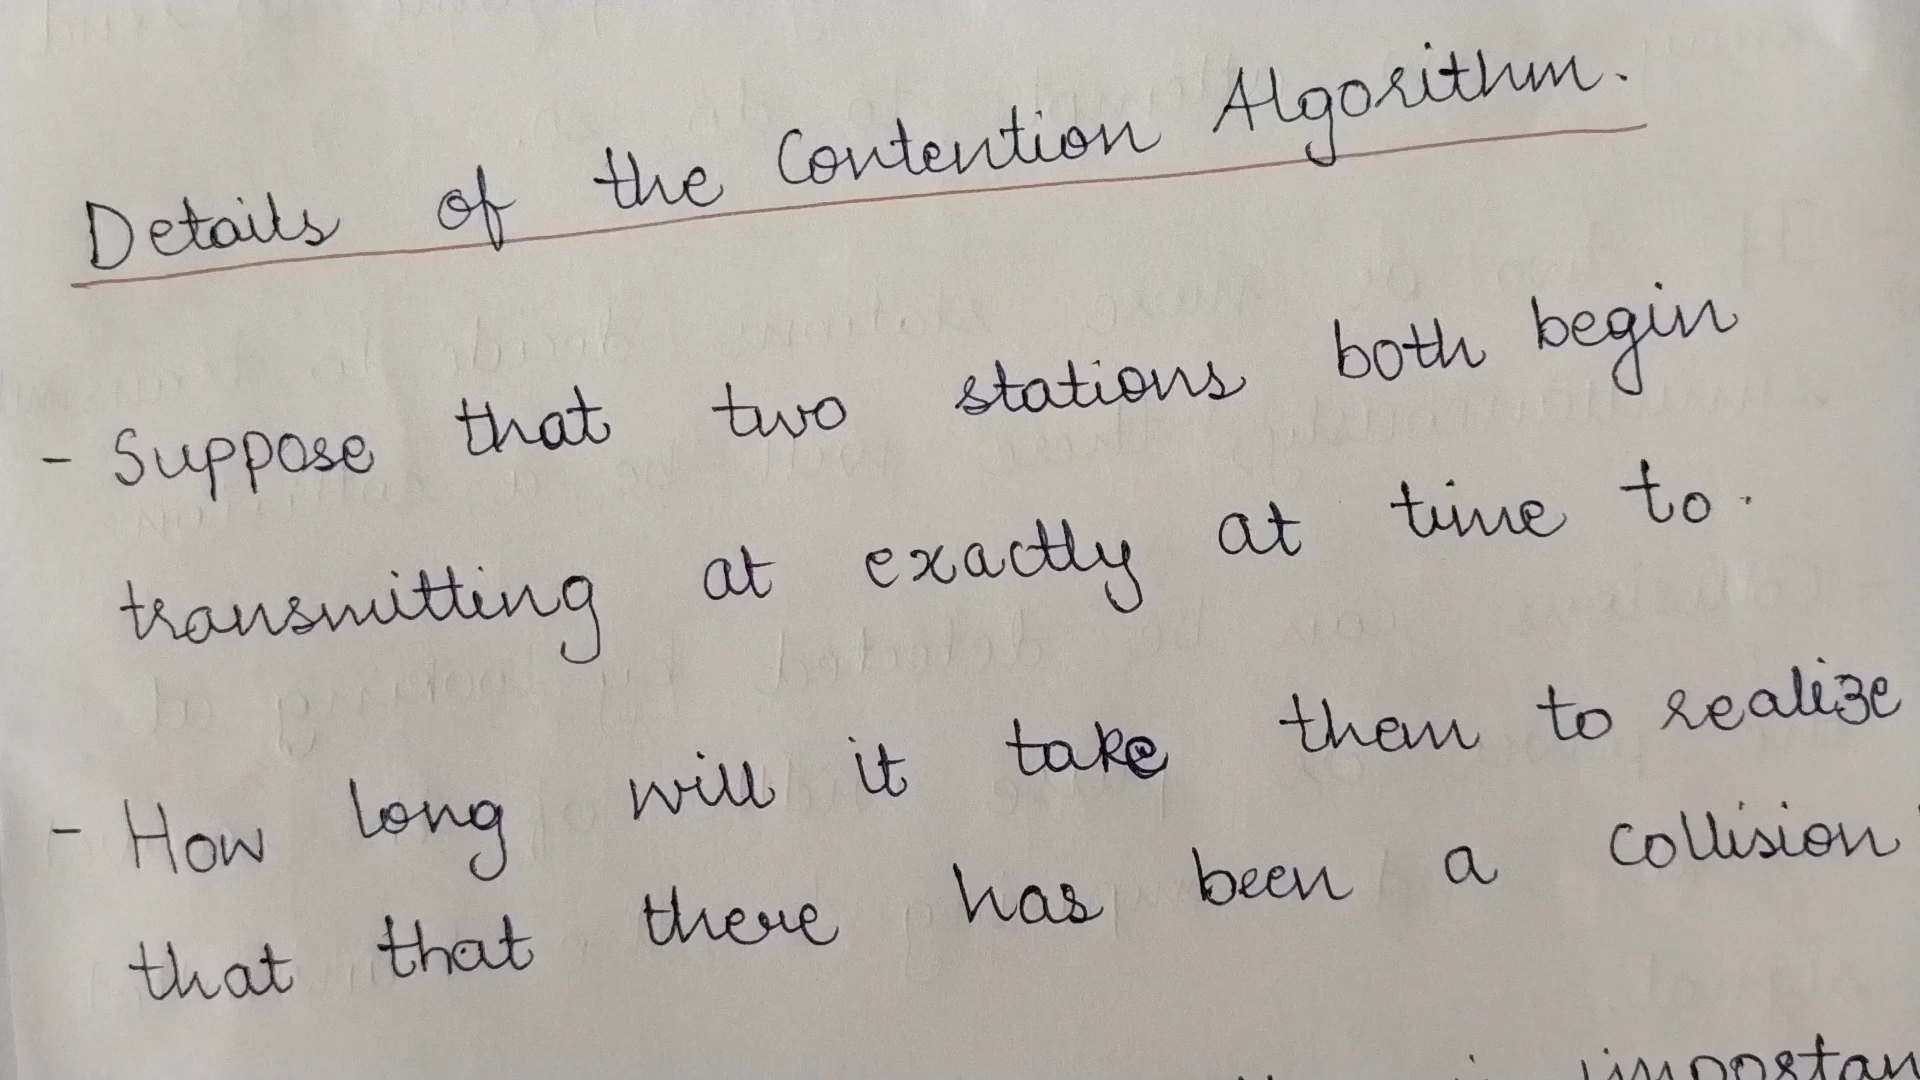 Details of the Contention Algorithm.
- Suppose that two stations both begin
transmitting at exactly at time to.
- How long will it take them to realize
that that there has been a collision